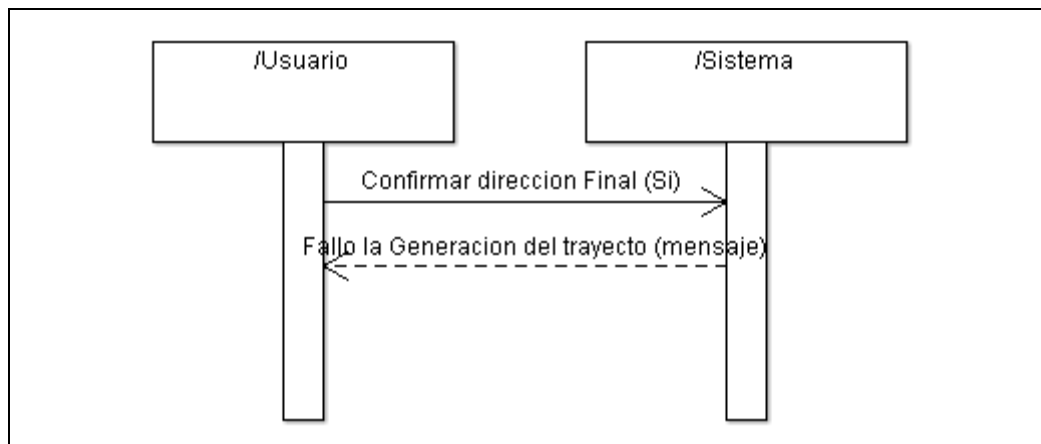 /Usuario
/Sistema
Confirmar direccion Final (Si)
Fallo la Generacion del trayecto (mensaje)